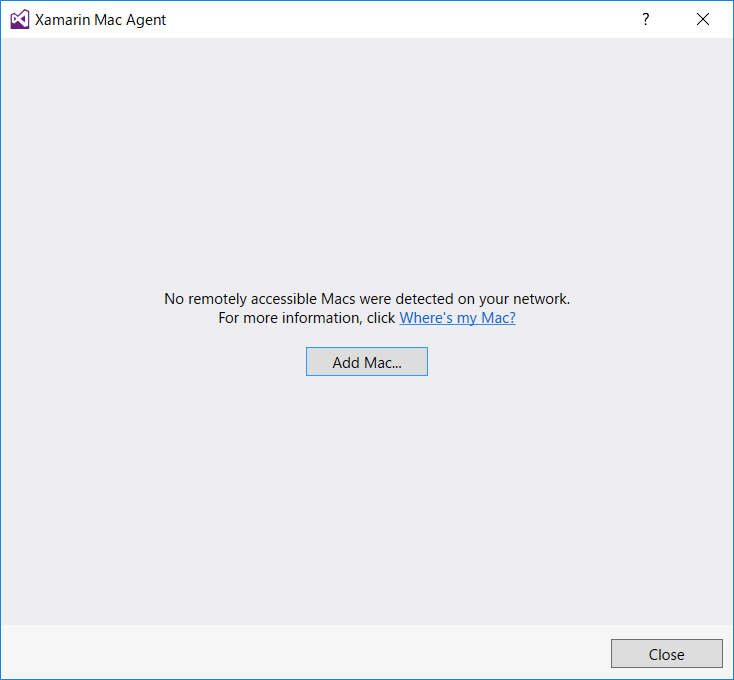 Xamarin Mac Agent
?
No remotely accessible Macs were detected on your network.
For more information, click Where's my Mac?
Add Mac...
Close